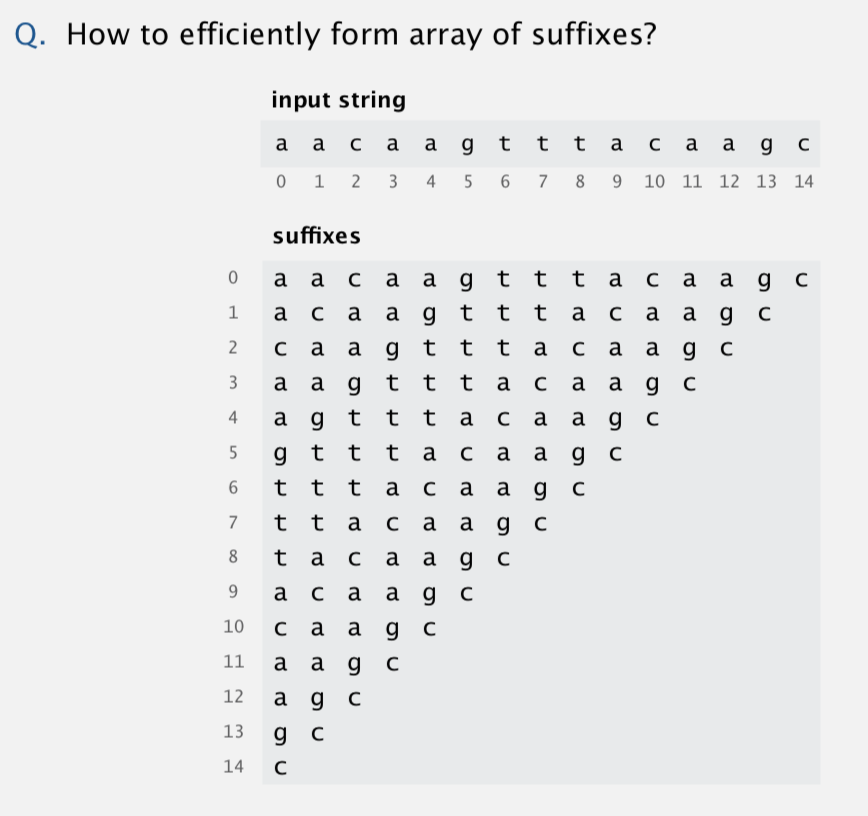 Q. How to efficiently form array of suffixes?
input string
a a c a a g t t t a c a a g c
0 1 2 3 4 5 6 7 8 9 10 11 12 13 14
suffixes
0 a a c a a g t t t a c a a g c
1 a c a a g t t t a c a a g c
2 c a a g t t t a c a a g c
3 a a g t t t a c a a g c
4 a g t t t a c a a g c
5 g t t t a c a a g c
6 t t t a c a a g c
7 t t a c a a g c
8 t a c a a g c
9 a c a a g c
10 c a a g c
11 a a g c
12 a g c
13 g c
14 c